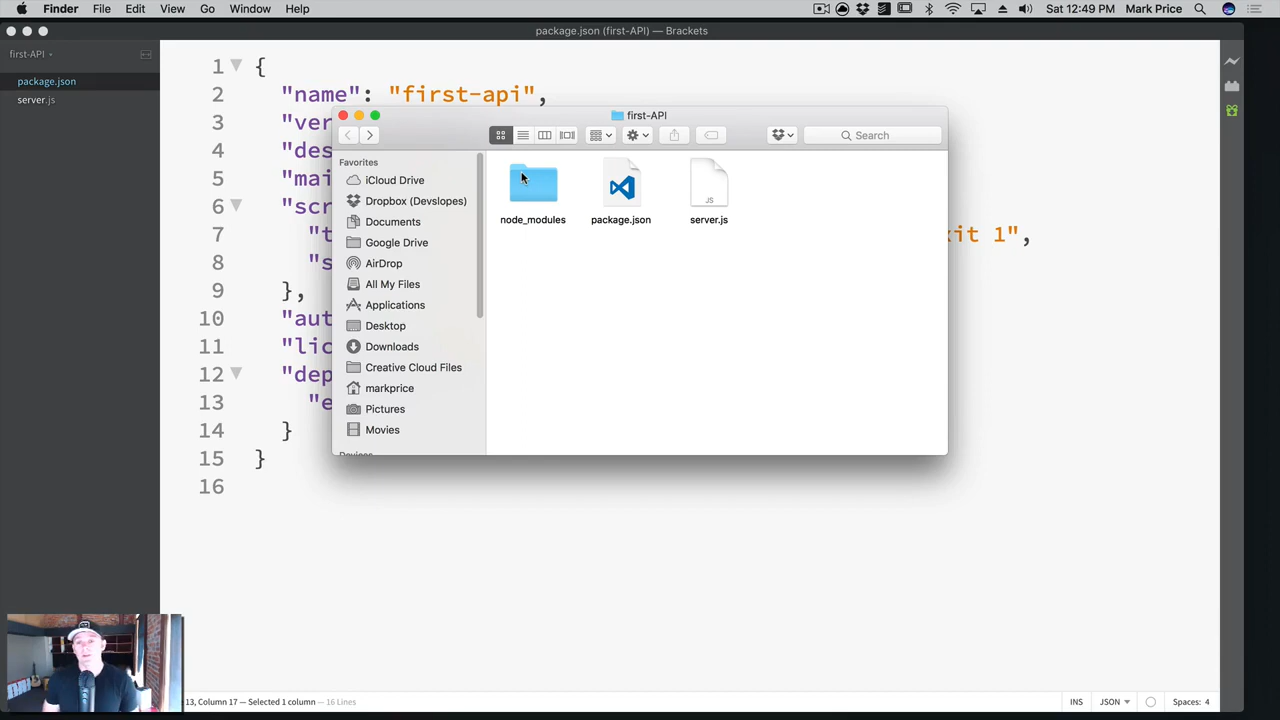 Finder File Edit View Go Window Help Sat 12:49 PM Mark Price
package.json (first-API) — Brackets
first-API
package.json
server.js
1 {
2 "name": "first-api",
3 "ver
4 "des
5 "mai
6 "scr
7 "t xit 1",
8 "s
9 },
10 "aut
11 "lic
12 "dep
13 "e
14 }
15 }
16
first-API
Search
Favorites
iCloud Drive
Dropbox (Devslopes)
Documents
Google Drive
AirDrop
All My Files
Applications
Desktop
Downloads
Creative Cloud Files
markprice
Pictures
Movies
node_modules
package.json
JS
server.js
13, Column 17 — Selected 1 column — 16 Lines
INS JSON Spaces: 4